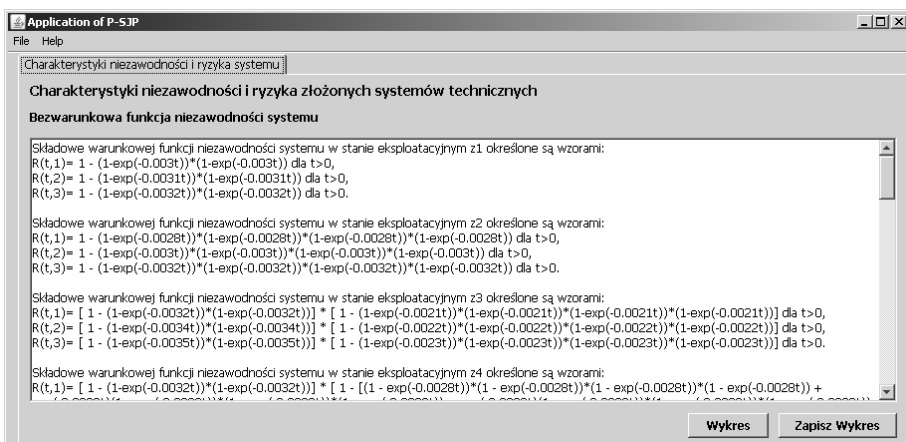 Application of P-SJP
File Help
Charakterystyki niezawodności i ryzyka systemu
Charakterystyki niezawodności i ryzyka złożonych systemów technicznych
Bezwarunkowa funkcja niezawodności systemu
Składowe warunkowej funkcji niezawodności systemu w stanie eksploatacyjnym z1 określone są wzorami:
R(t,1)= 1 - (1-exp(-0.003t))*(1-exp(-0.003t)) dla t>0,
R(t,2)= 1 - (1-exp(-0.0031t))*(1-exp(-0.0031t)) dla t>0,
R(t,3)= 1 - (1-exp(-0.0032t))*(1-exp(-0.0032t)) dla t>0.
Składowe warunkowej funkcji niezawodności systemu w stanie eksploatacyjnym z2 określone są wzorami:
R(t,1)= 1 - (1-exp(-0.0028t))*(1-exp(-0.0028t))*(1-exp(-0.0028t))*(1-exp(-0.0028t)) dla t>0,
R(t,2)= 1 - (1-exp(-0.003t))*(1-exp(-0.003t))*(1-exp(-0.003t))*(1-exp(-0.003t)) dla t>0,
R(t,3)= 1 - (1-exp(-0.0032t))*(1-exp(-0.0032t))*(1-exp(-0.0032t))*(1-exp(-0.0032t)) dla t>0.
Składowe warunkowej funkcji niezawodności systemu w stanie eksploatacyjnym z3 określone są wzorami:
R(t,1)= [ 1 - (1-exp(-0.0032t))*(1-exp(-0.0032t))] * [ 1 - (1-exp(-0.0021t))*(1-exp(-0.0021t))*(1-exp(-0.0021t))*(1-exp(-0.0021t))] dla t>0,
R(t,2)= [ 1 - (1-exp(-0.0034t))*(1-exp(-0.0034t))] * [ 1 - (1-exp(-0.0022t))*(1-exp(-0.0022t))*(1-exp(-0.0022t))*(1-exp(-0.0022t))] dla t>0,
R(t,3)= [ 1 - (1-exp(-0.0035t))*(1-exp(-0.0035t))] * [ 1 - (1-exp(-0.0023t))*(1-exp(-0.0023t))*(1-exp(-0.0023t))*(1-exp(-0.0023t))] dla t>0.
Składowe warunkowej funkcji niezawodności systemu w stanie eksploatacyjnym z4 określone są wzorami:
R(t,1)= [ 1 - (1-exp(-0.0032t))*(1-exp(-0.0032t))] * [ 1 - [(1 - exp(-0.0028t))*(1 - exp(-0.0028t))*(1 - exp(-0.0028t))*(1 - exp(-0.0028t)) +
Wykres Zapisz Wykres